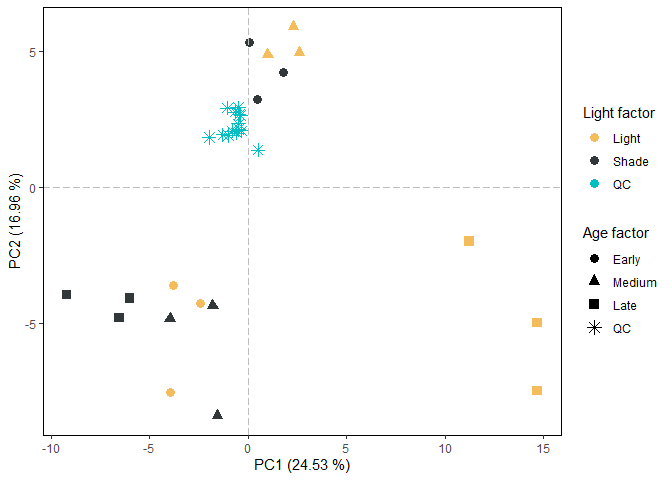 5
0
-5
PC2 (16.96 %)
-10
-5
0
5
10
15
PC1 (24.53 %)
Light factor
Light
Shade
QC
Age factor
Early
Medium
Late
QC